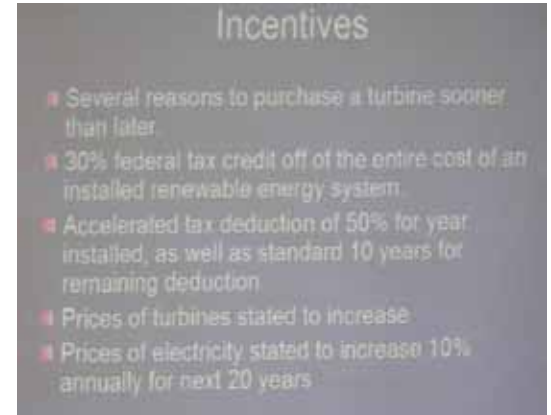 Incentives
Several reasons to purchase a turbine sooner
than later.
30% federal tax credit off of the entire cost of an
installed renewable energy system.
Accelerated tax deduction of 50% for year
installed, as well as standard 10 years for
remaining deduction
Prices of turbines stated to increase
Prices of electricity stated to increase 10%
annually for next 20 years